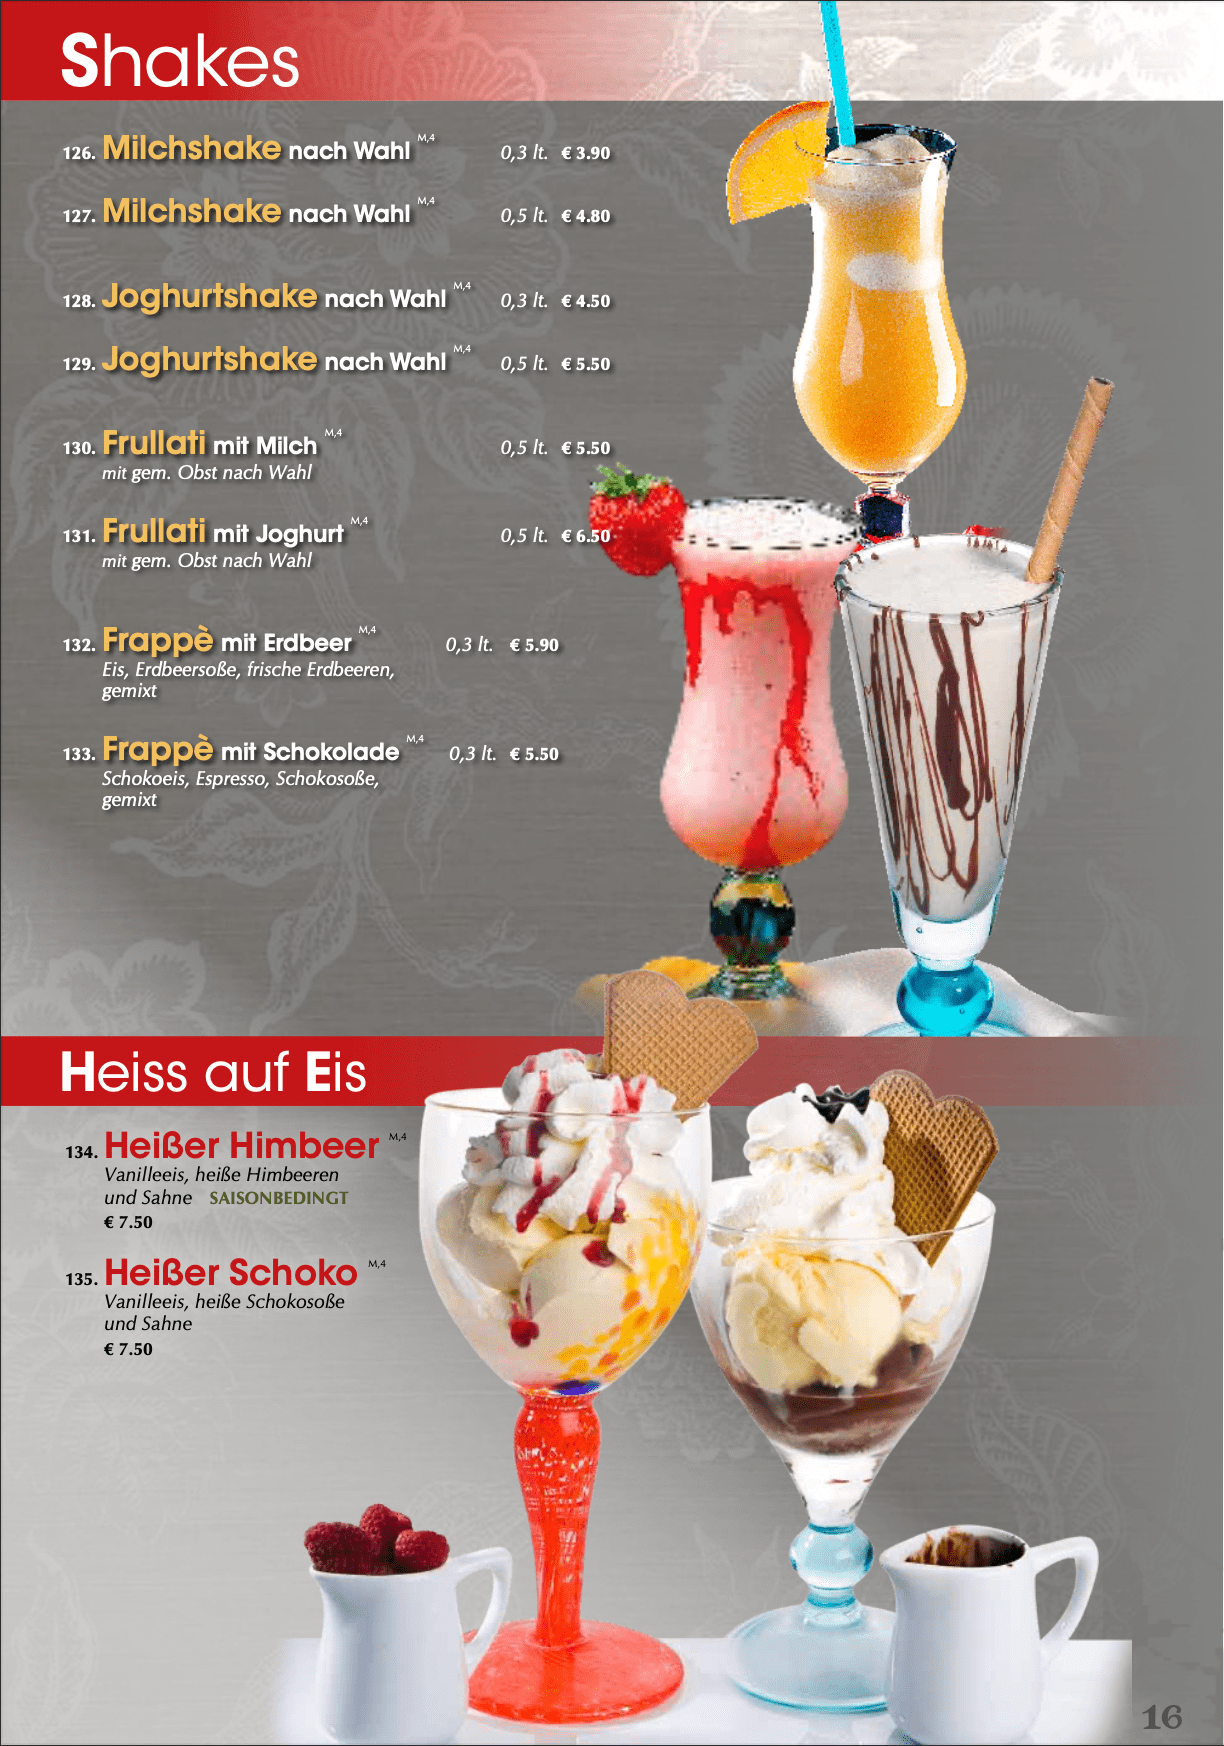 Shakes
126. Milchshake nach Wahl M,4 0,3 lt. € 3.90
127. Milchshake nach Wahl M,4 0,5 lt. € 4.80
128. Joghurtshake nach Wahl M,4 0,3 lt. € 4.50
129. Joghurtshake nach Wahl M,4 0,5 lt. € 5.50
130. Frullati mit Milch M,4 0,5 lt. € 5.50
mit gem. Obst nach Wahl
131. Frullati mit Joghurt M,4 0,5 lt. € 6.50
mit gem. Obst nach Wahl
132. Frappè mit Erdbeer M,4 0,3 lt. € 5.90
Eis, Erdbeersoße, frische Erdbeeren,
gemixt
133. Frappè mit Schokolade M,4 0,3 lt. € 5.50
Schokoeis, Espresso, Schokosoße,
gemixt
Heiss auf Eis
134. Heißer Himbeer M,4
Vanilleeis, heiße Himbeeren
und Sahne SAISONBEDINGT
€ 7.50
135. Heißer Schoko M,4
Vanilleeis, heiße Schokosoße
und Sahne
€ 7.50
16